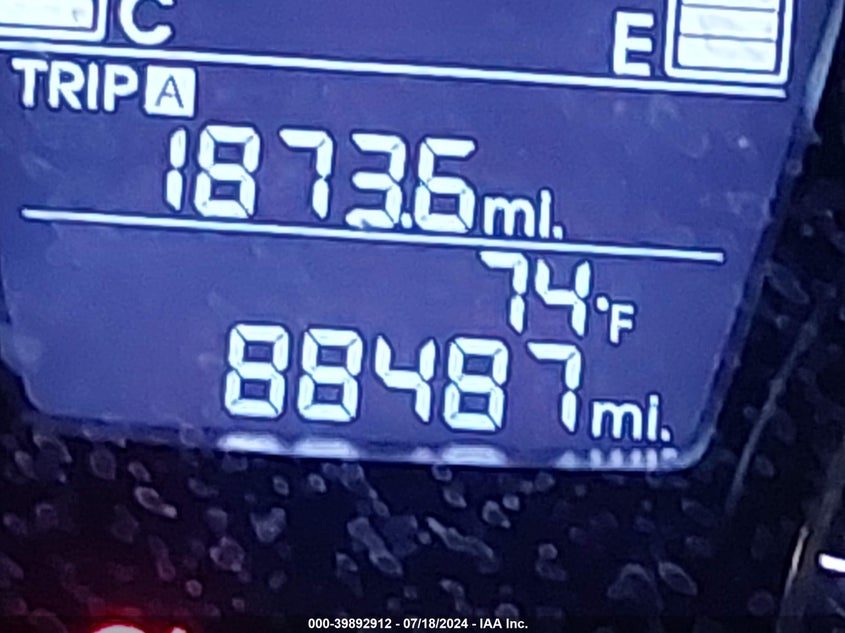 C E
TRIP A
1873.6 mi.
74°F
88487 mi.
000-39892912 - 07/18/2024 - IAA Inc.